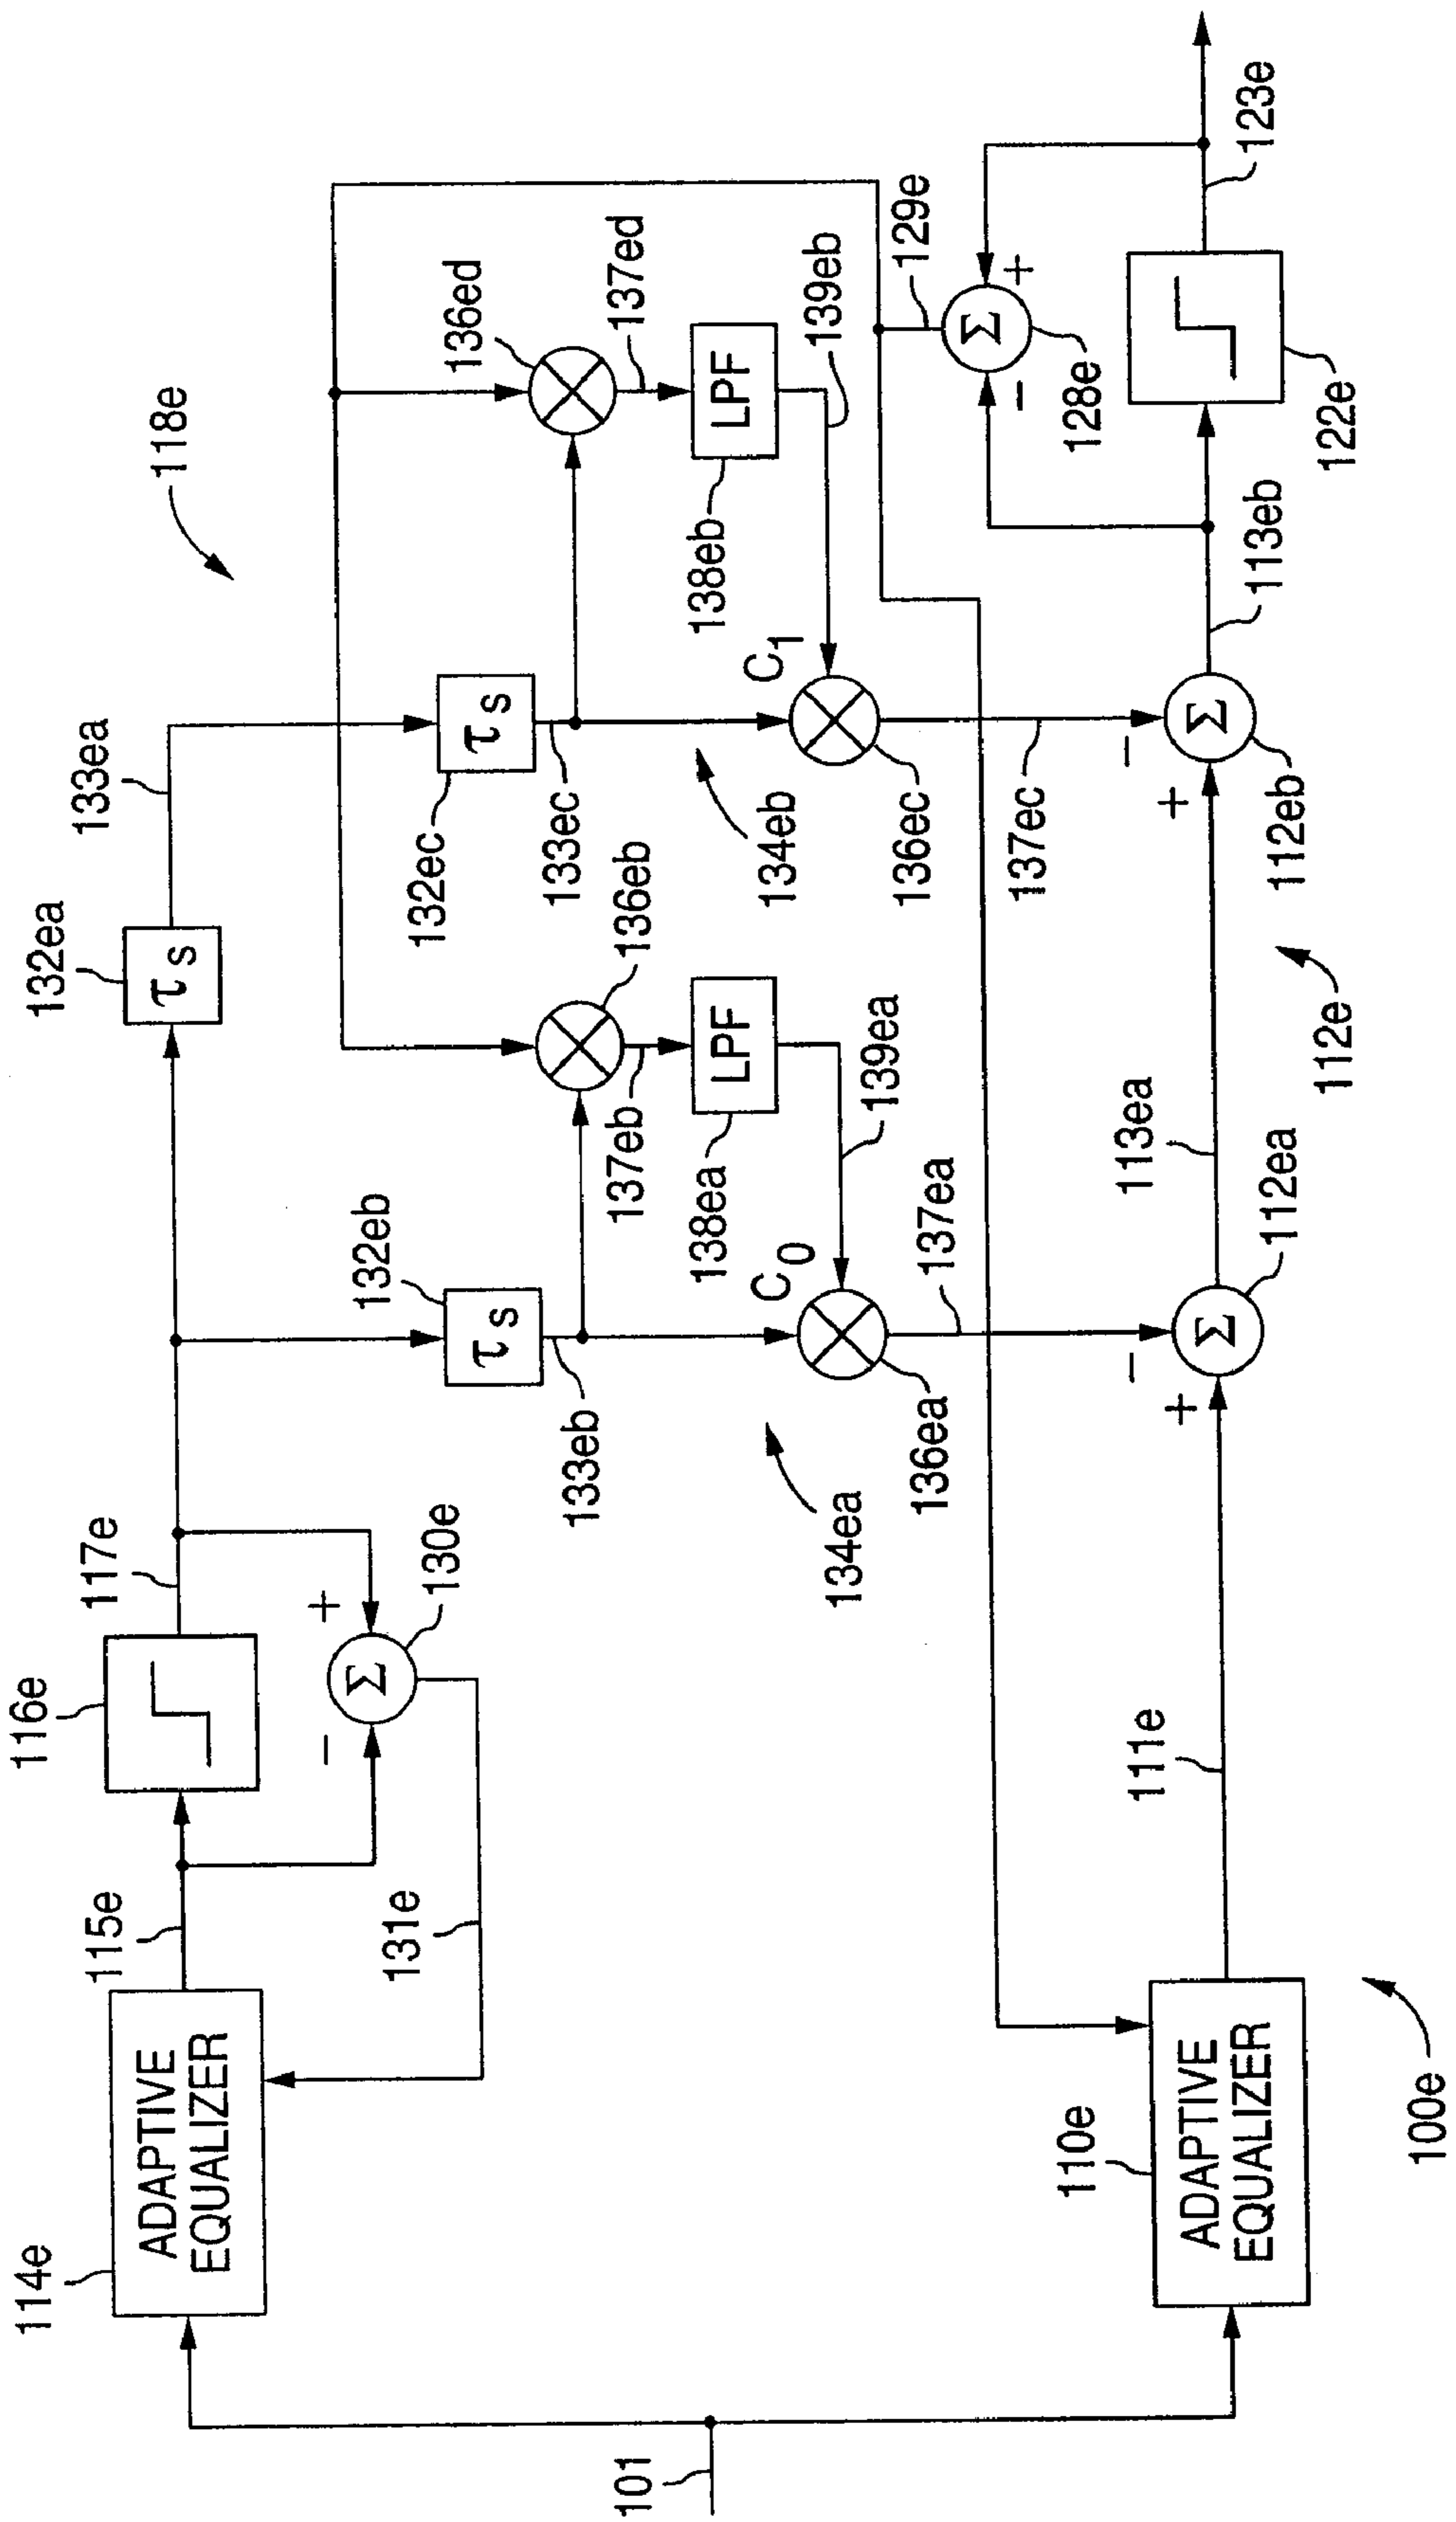 118e
133ea
132ea
τs
117e
116e
115e
ADAPTIVE
EQUALIZER
114e
+
−
Σ
130e
131e
132eb
τs
133eb
132ec
τs
133ec
136eb
137eb
LPF
138ea
139ea
C0
136ea
137ea
134ea
136ed
137ed
LPF
138eb
139eb
C1
136ec
137ec
134eb
129e
+
−
Σ
128e
123e
122e
113eb
−
+
Σ
112eb
112e
113ea
−
+
Σ
112ea
111e
ADAPTIVE
EQUALIZER
110e
100e
101